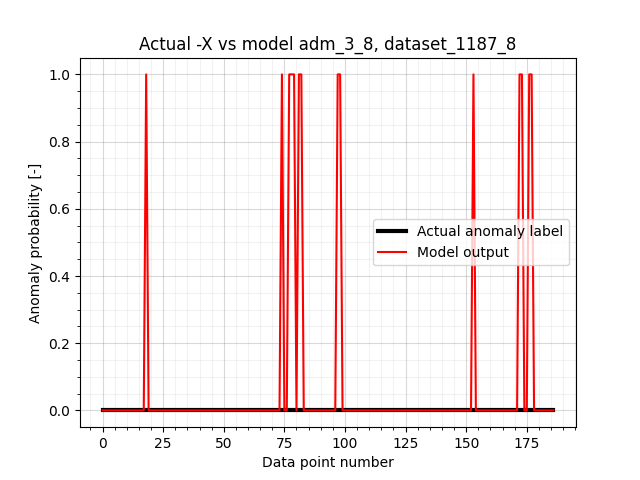 Actual -X vs model adm_3_8, dataset_1187_8
1.0
0.8
0.6
0.4
0.2
0.0
Anomaly probability [-]
Actual anomaly label
Model output
0 25 50 75 100 125 150 175
Data point number